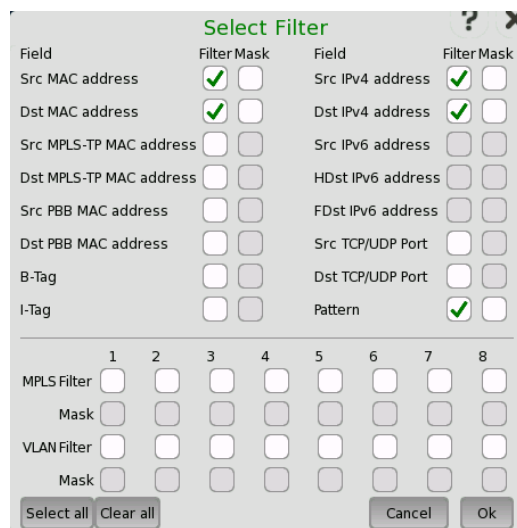 Select Filter ? X
Field Filter Mask Field Filter Mask
Src MAC address Src IPv4 address
Dst MAC address Dst IPv4 address
Src MPLS-TP MAC address Src IPv6 address
Dst MPLS-TP MAC address HDst IPv6 address
Src PBB MAC address FDst IPv6 address
Dst PBB MAC address Src TCP/UDP Port
B-Tag Dst TCP/UDP Port
I-Tag Pattern
1 2 3 4 5 6 7 8
MPLS Filter
Mask
VLAN Filter
Mask
Select all Clear all Cancel Ok